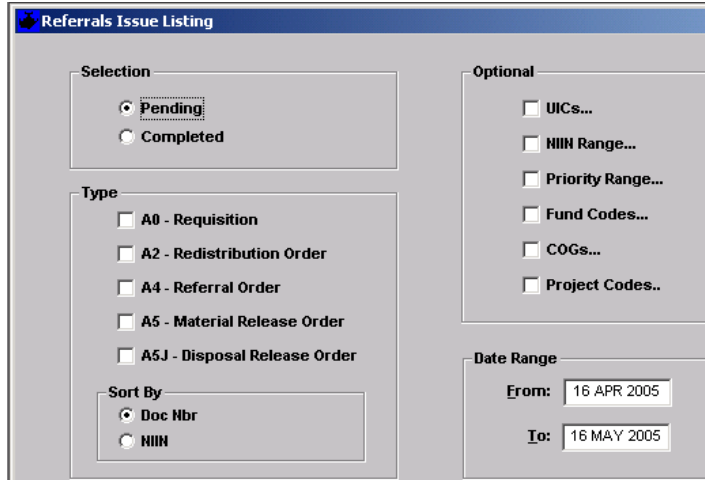 Referrals Issue Listing
Selection
Pending
Completed
Type
A0 - Requisition
A2 - Redistribution Order
A4 - Referral Order
A5 - Material Release Order
A5J - Disposal Release Order
Sort By
Doc Nbr
NIIN
Optional
UICs...
NIIN Range...
Priority Range...
Fund Codes...
COGs...
Project Codes..
Date Range
From: 16 APR 2005
To: 16 MAY 2005